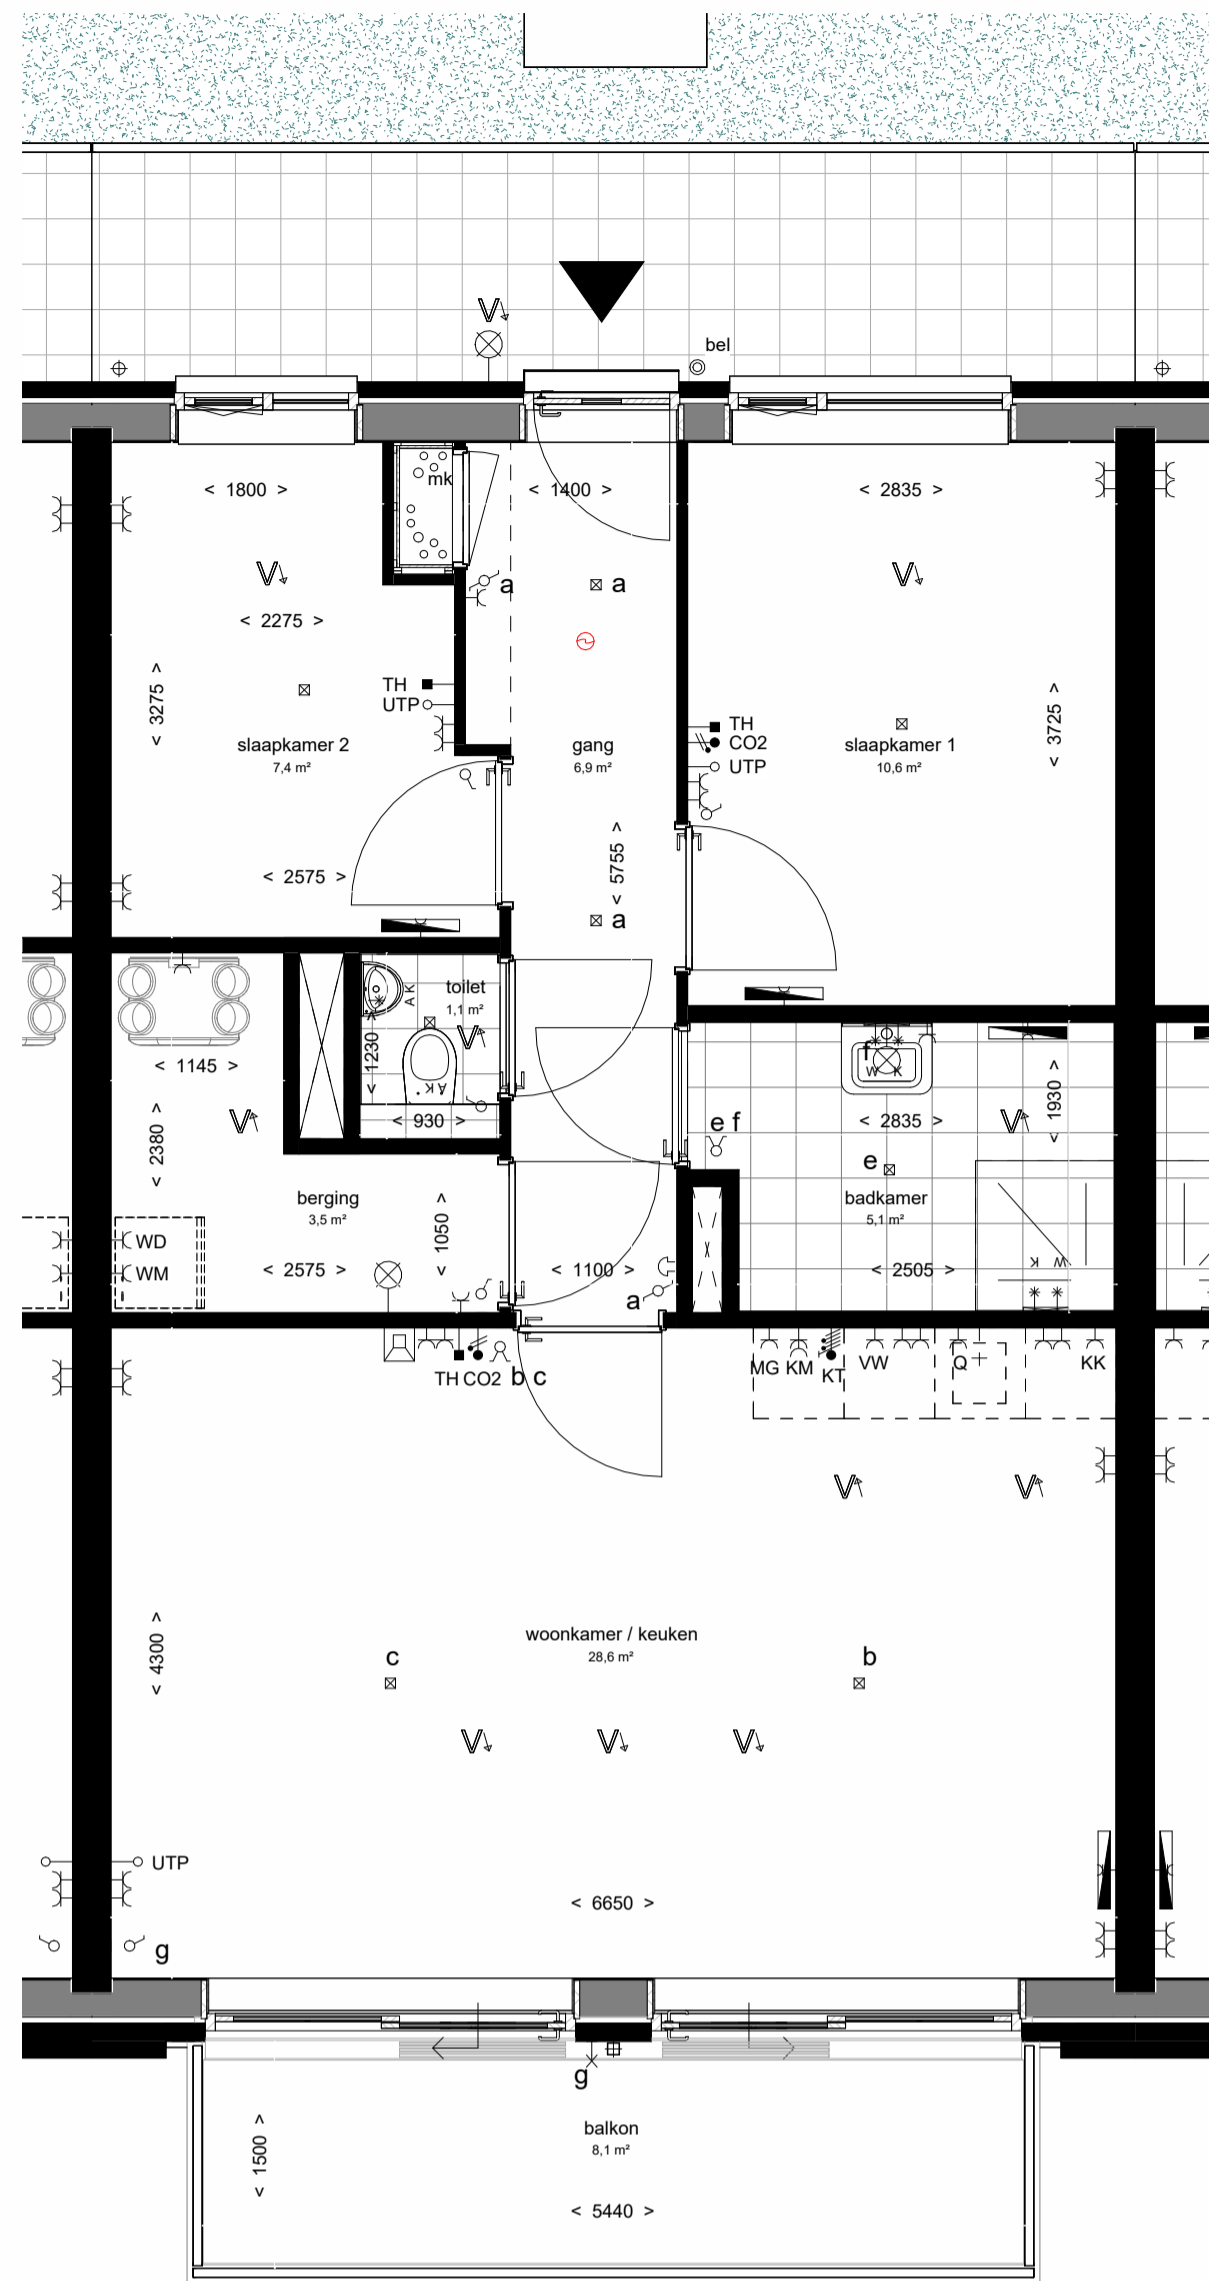 bel
mk
< 1800 >
< 1400 >
< 2835 >
a
a
< 2275 >
TH
UTP
< 3275 >
TH
CO2
UTP
< 3725 >
slaapkamer 2
7,4 m²
gang
6,9 m²
slaapkamer 1
10,6 m²
< 2575 >
< 5755 >
a
toilet
1,1 m²
AK
< 1230 >
AK
< 930 >
< 1145 >
< 2380 >
f
W K
< 2835 >
< 1930 >
e f
e
berging
3,5 m²
< 1050 >
badkamer
5,1 m²
WD
WM
< 2575 >
< 1100 >
< 2505 >
K W
a
TH CO2 b c
MG KM KT VW Q KK
woonkamer / keuken
28,6 m²
< 4300 >
c
b
UTP
< 6650 >
g
g
balkon
8,1 m²
< 1500 >
< 5440 >